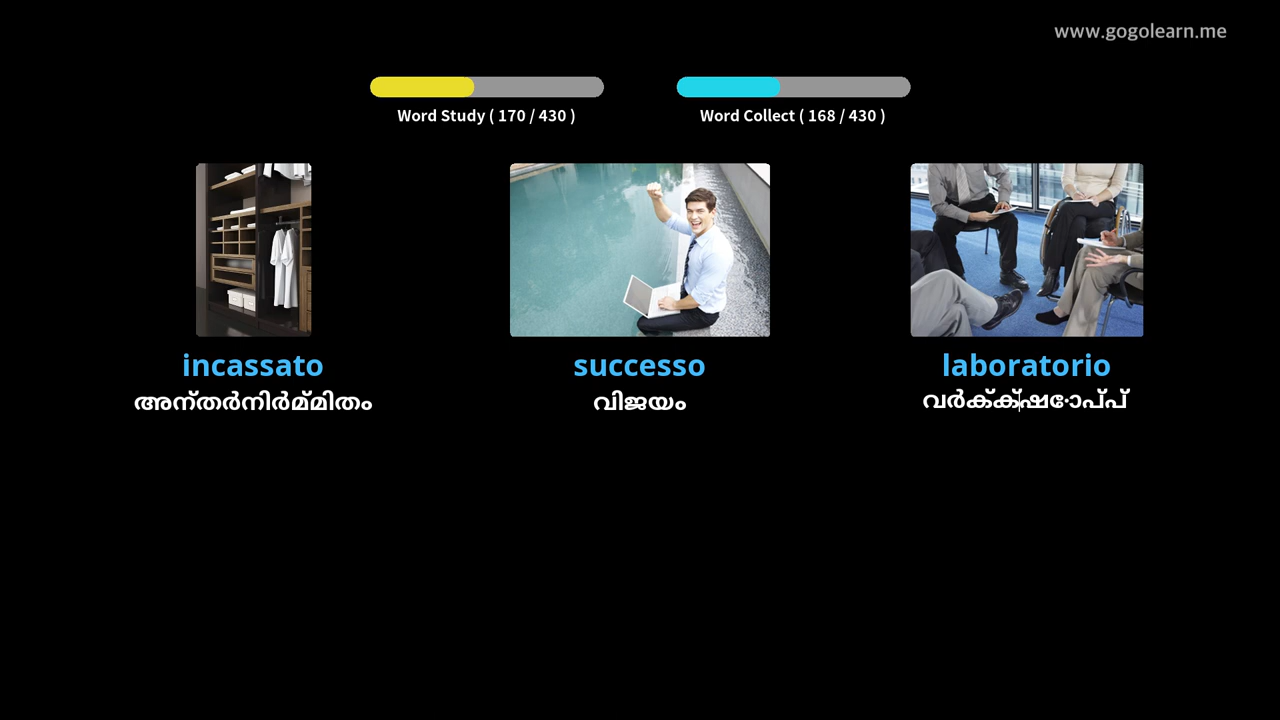 www.gogolearn.me
Word Study ( 170 / 430 )
Word Collect ( 168 / 430 )
incassato
successo
laboratorio
അന്തർനിർമ്മിതം
വിജയം
വർക്ക്ഷോപ്പ്